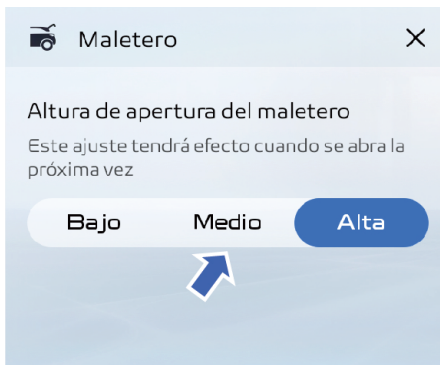 Maletero
Altura de apertura del maletero
Este ajuste tendrá efecto cuando se abra la
próxima vez
Bajo Medio Alta